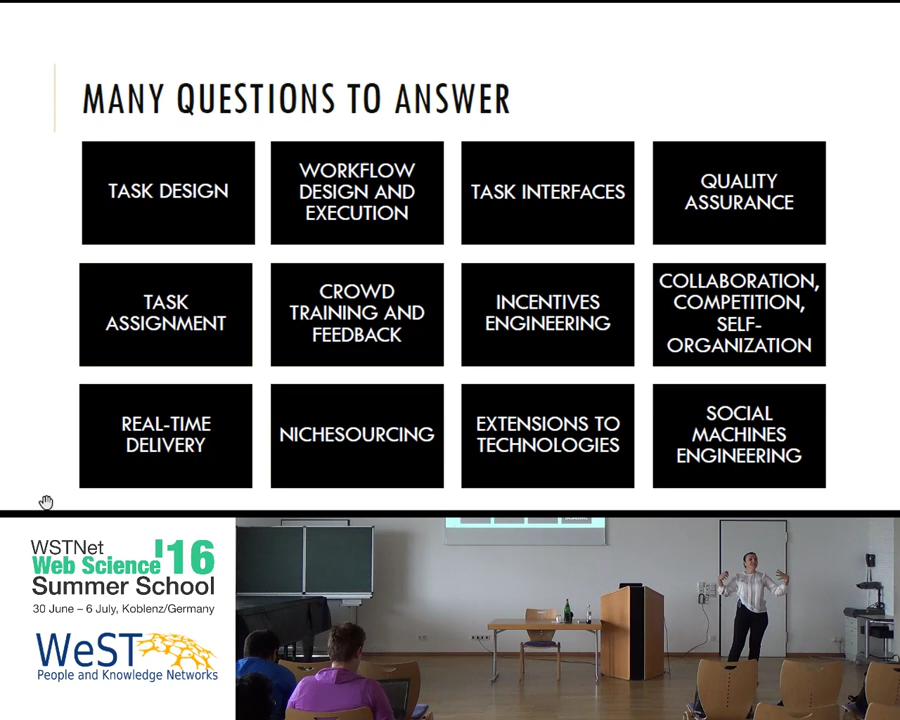 MANY QUESTIONS TO ANSWER
TASK DESIGN
WORKFLOW
DESIGN AND
EXECUTION
TASK INTERFACES
QUALITY
ASSURANCE
TASK
ASSIGNMENT
CROWD
TRAINING AND
FEEDBACK
INCENTIVES
ENGINEERING
COLLABORATION,
COMPETITION,
SELF-
ORGANIZATION
REAL-TIME
DELIVERY
NICHESOURCING
EXTENSIONS TO
TECHNOLOGIES
SOCIAL
MACHINES
ENGINEERING
WSTNet
Web Science '16
Summer School
30 June – 6 July, Koblenz/Germany
WeST
People and Knowledge Networks